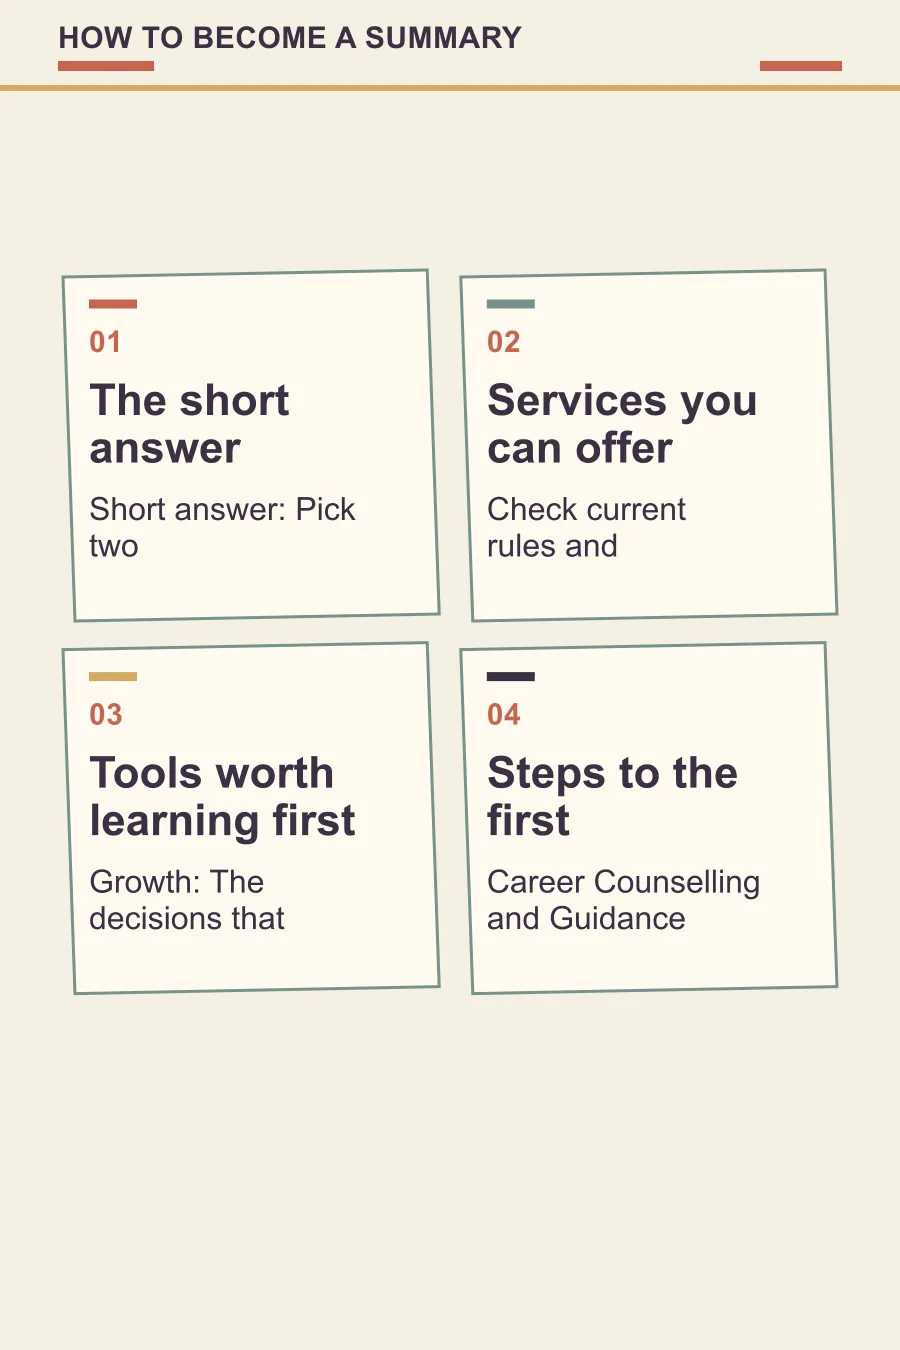 HOW TO BECOME A SUMMARY
01
The short
answer
Short answer: Pick
two
02
Services you
can offer
Check current
rules and
03
Tools worth
learning first
Growth: The
decisions that
04
Steps to the
first
Career Counselling
and Guidance